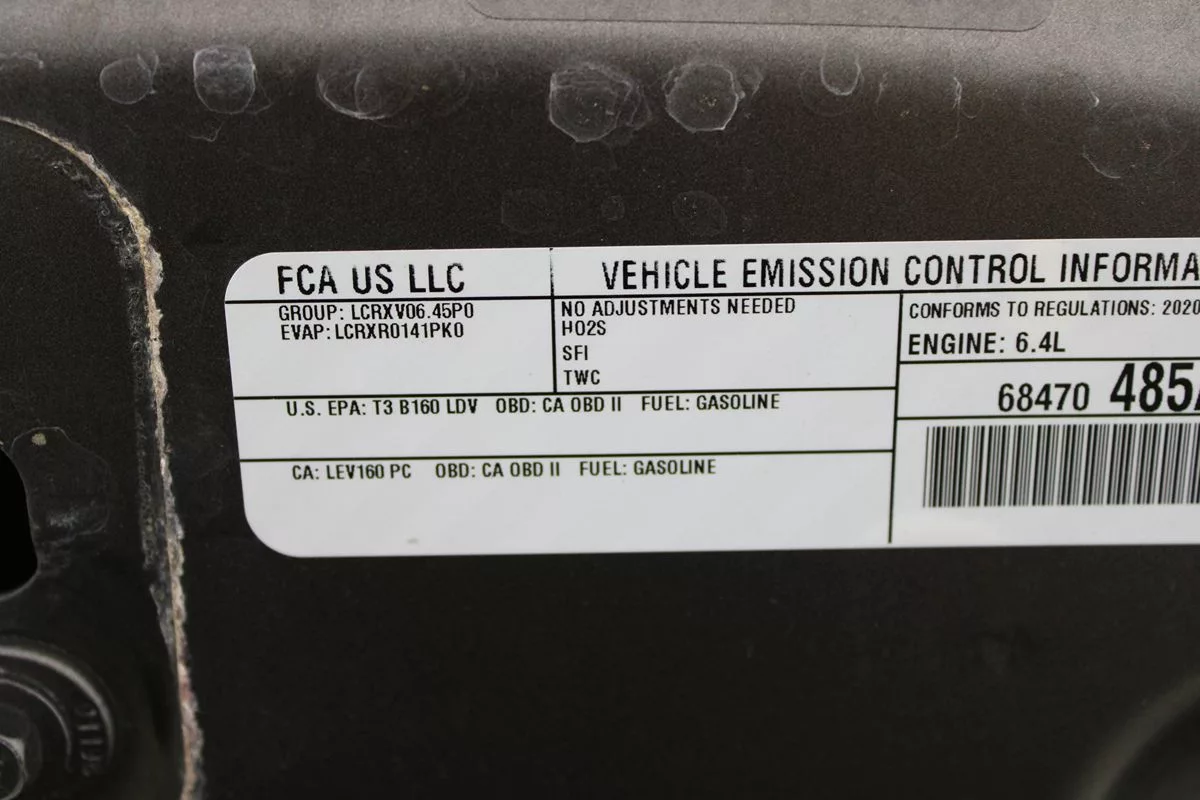 FCA US LLC
VEHICLE EMISSION CONTROL INFORMA
GROUP: LCRXV06.45P0
EVAP: LCRXR0141PK0
NO ADJUSTMENTS NEEDED
HO2S
SFI
TWC
CONFORMS TO REGULATIONS: 2020
ENGINE: 6.4L
68470 485A
U.S. EPA: T3 B160 LDV OBD: CA OBD II FUEL: GASOLINE
CA: LEV160 PC OBD: CA OBD II FUEL: GASOLINE